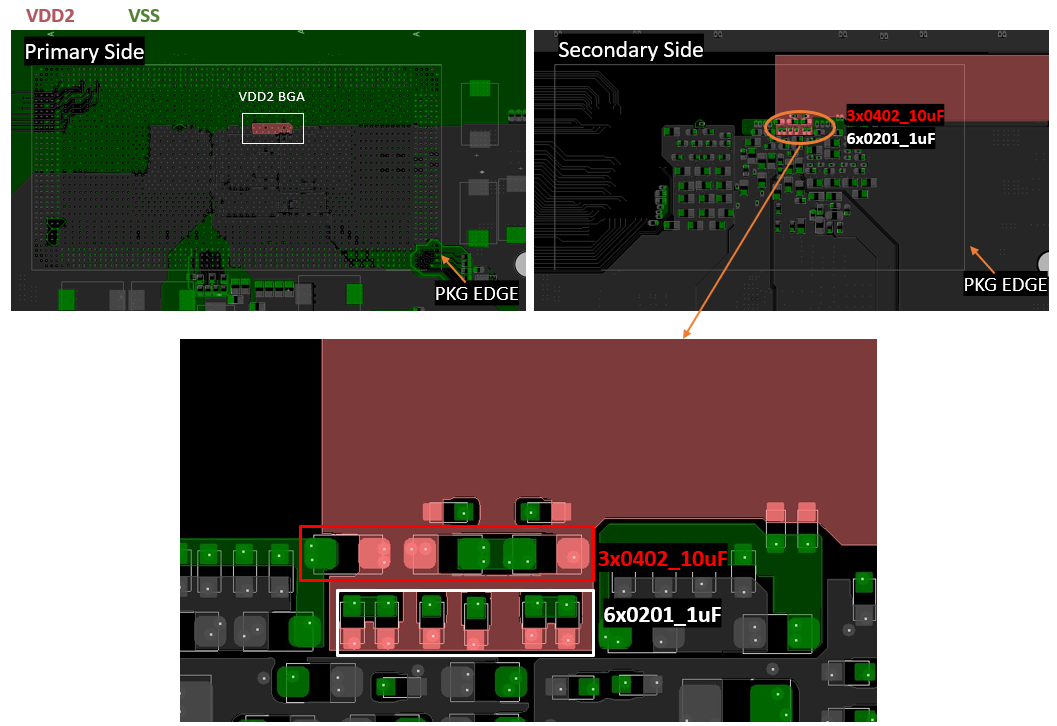 VDD2 VSS
Primary Side
VDD2 BGA
PKG EDGE
Secondary Side
3x0402_10uF
6x0201_1uF
PKG EDGE
3x0402_10uF
6x0201_1uF